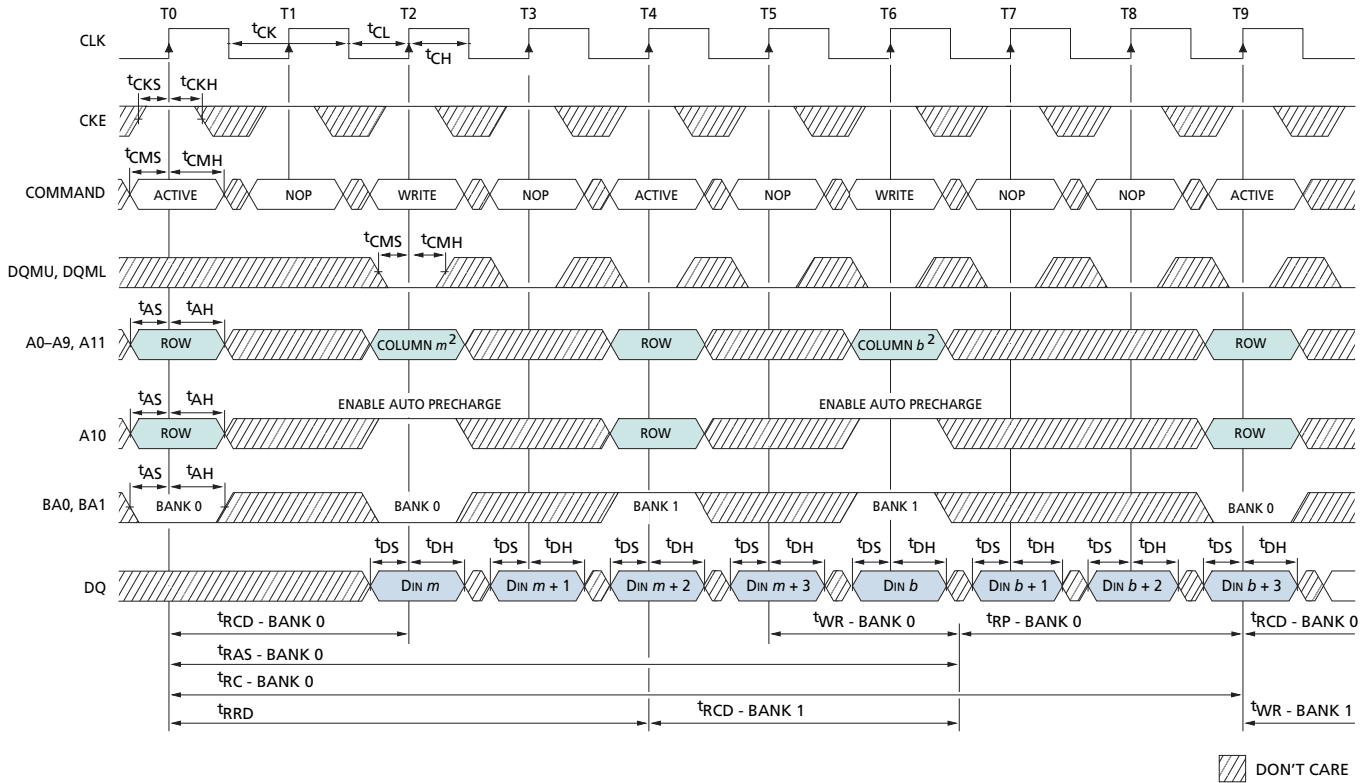 T0 T1 T2 T3 T4 T5 T6 T7 T8 T9
CLK tCK tCL tCH
tCKS tCKH
CKE
tCMS tCMH
COMMAND ACTIVE NOP WRITE NOP ACTIVE NOP WRITE NOP NOP ACTIVE
tCMS tCMH
DQMU, DQML
tAS tAH
A0–A9, A11 ROW COLUMN m2 ROW COLUMN b2 ROW
tAS tAH ENABLE AUTO PRECHARGE ENABLE AUTO PRECHARGE
A10 ROW ROW ROW
tAS tAH
BA0, BA1 BANK 0 BANK 0 BANK 1 BANK 1 BANK 0
tDS tDH tDS tDH tDS tDH tDS tDH tDS tDH tDS tDH tDS tDH tDS tDH
DQ DIN m DIN m + 1 DIN m + 2 DIN m + 3 DIN b DIN b + 1 DIN b + 2 DIN b + 3
tRCD - BANK 0 tWR - BANK 0 tRP - BANK 0 tRCD - BANK 0
tRAS - BANK 0
tRC - BANK 0
tRRD tRCD - BANK 1 tWR - BANK 1
DON'T CARE